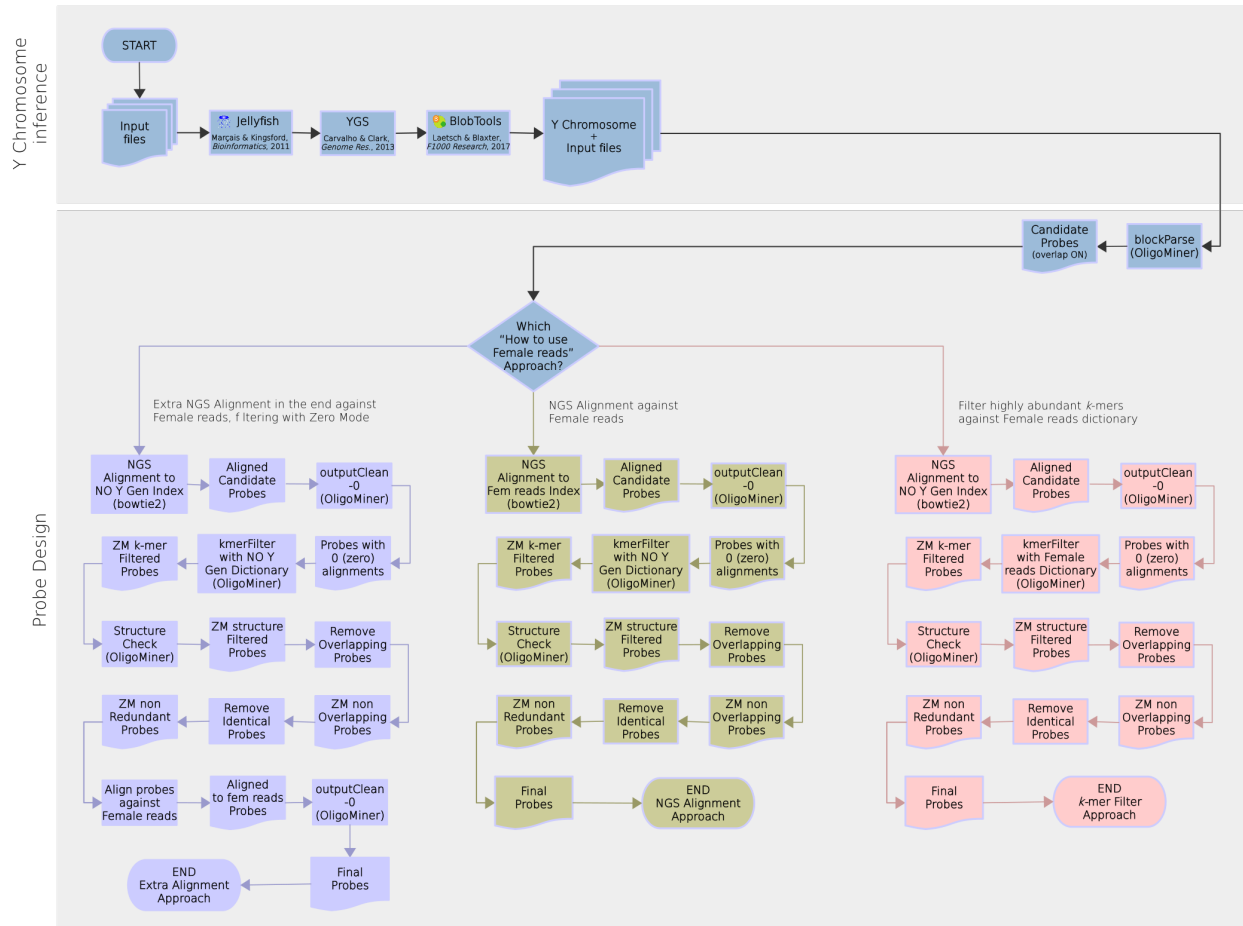 Y Chromosome
inference
START
Input
files
Jellyfish
Marçais & Kingsford,
Bioinformatics, 2011
YGS
Carvalho & Clark,
Genome Res., 2013
BlobTools
Laetsch & Blaxter,
F1000 Research, 2017
Y Chromosome
+
Input files
Probe Design
Candidate
Probes
(overlap ON)
blockParse
(OligoMiner)
Which
“How to use
Female reads”
Approach?
Extra NGS Alignment in the end against
Female reads, f ltering with Zero Mode
NGS Alignment against
Female reads
Filter highly abundant k-mers
against Female reads dictionary
NGS
Alignment to
NO Y Gen Index
(bowtie2)
Aligned
Candidate
Probes
outputClean
-0
(OligoMiner)
ZM k-mer
Filtered
Probes
kmerFilter
with NO Y
Gen Dictionary
(OligoMiner)
Probes with
0 (zero)
alignments
Structure
Check
(OligoMiner)
ZM structure
Filtered
Probes
Remove
Overlapping
Probes
ZM non
Redundant
Probes
Remove
Identical
Probes
ZM non
Overlapping
Probes
Align probes
against
Female reads
Aligned
to fem reads
Probes
outputClean
-0
(OligoMiner)
END
Extra Alignment
Approach
Final
Probes
NGS
Alignment to
Fem reads Index
(bowtie2)
Aligned
Candidate
Probes
outputClean
-0
(OligoMiner)
ZM k-mer
Filtered
Probes
kmerFilter
with NO Y
Gen Dictionary
(OligoMiner)
Probes with
0 (zero)
alignments
Structure
Check
(OligoMiner)
ZM structure
Filtered
Probes
Remove
Overlapping
Probes
ZM non
Redundant
Probes
Remove
Identical
Probes
ZM non
Overlapping
Probes
Final
Probes
END
NGS Alignment
Approach
NGS
Alignment to
NO Y Gen Index
(bowtie2)
Aligned
Candidate
Probes
outputClean
-0
(OligoMiner)
ZM k-mer
Filtered
Probes
kmerFilter
with Female
reads Dictionary
(OligoMiner)
Probes with
0 (zero)
alignments
Structure
Check
(OligoMiner)
ZM structure
Filtered
Probes
Remove
Overlapping
Probes
ZM non
Redundant
Probes
Remove
Identical
Probes
ZM non
Overlapping
Probes
Final
Probes
END
k-mer Filter
Approach